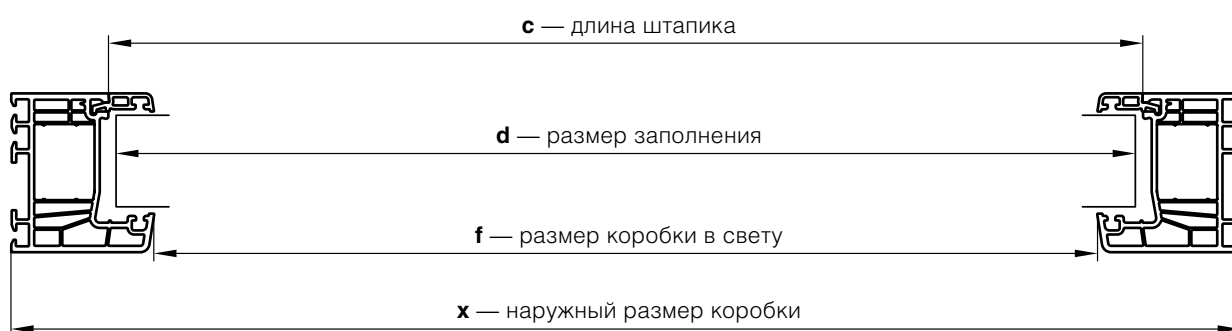 c — длина штапика
d — размер заполнения
f — размер коробки в свету
x — наружный размер коробки